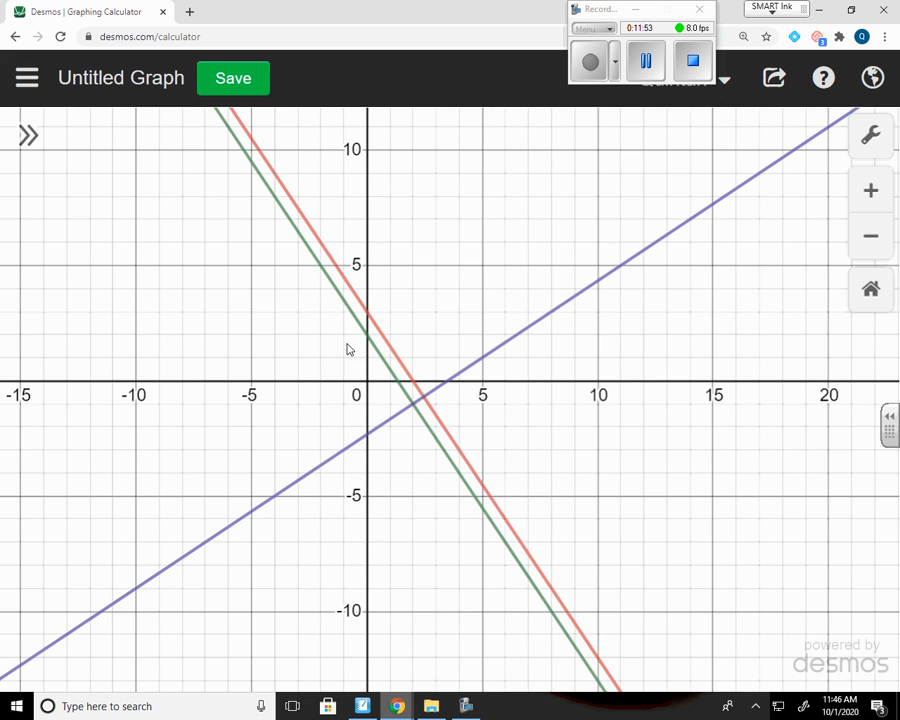 Desmos | Graphing Calculator
Record...
SMART Ink
desmos.com/calculator
Menu
0:11:53
8.0 fps
Q
3
Untitled Graph
Save
10
5
-15
-10
-5
0
5
10
15
20
-5
-10
powered by
desmos
Type here to search
11:46 AM
10/1/2020
3